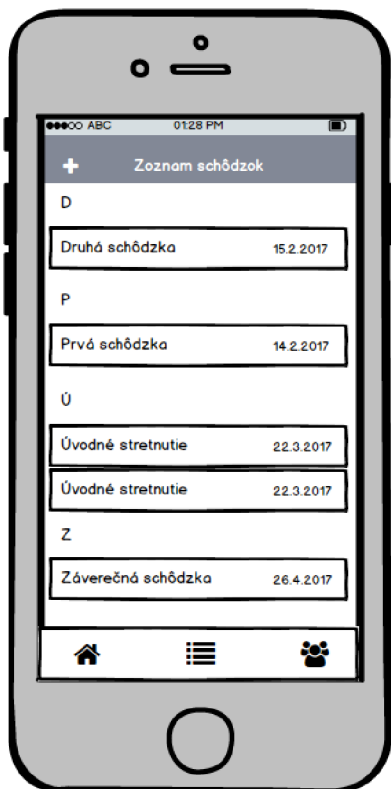 ABC 01:28 PM
+ Zoznam schôdzok
D
Druhá schôdzka 15.2.2017
P
Prvá schôdzka 14.2.2017
Ú
Úvodné stretnutie 22.3.2017
Úvodné stretnutie 22.3.2017
Z
Záverečná schôdzka 26.4.2017